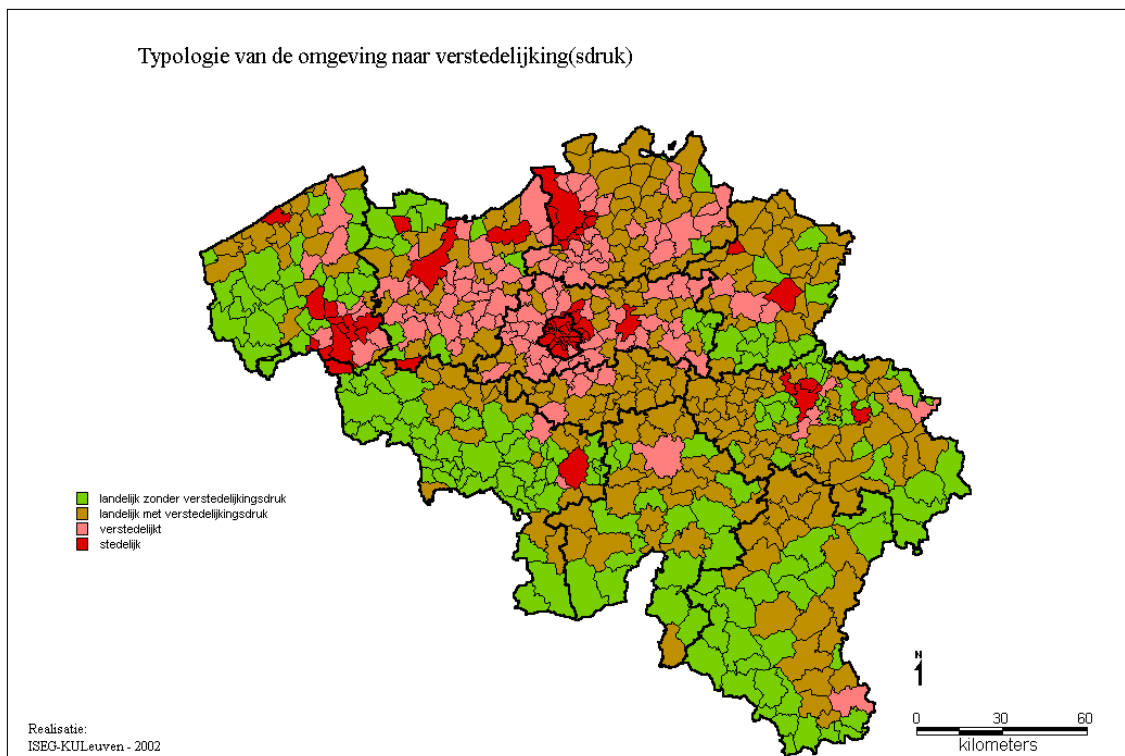 Typologie van de omgeving naar verstedelijking(sdruk)
landelijk zonder verstedelijkingsdruk
landelijk met verstedelijkingsdruk
verstedelijkt
stedelijk
N
0 30 60
kilometers
Realisatie:
ISEG-KULeuven - 2002